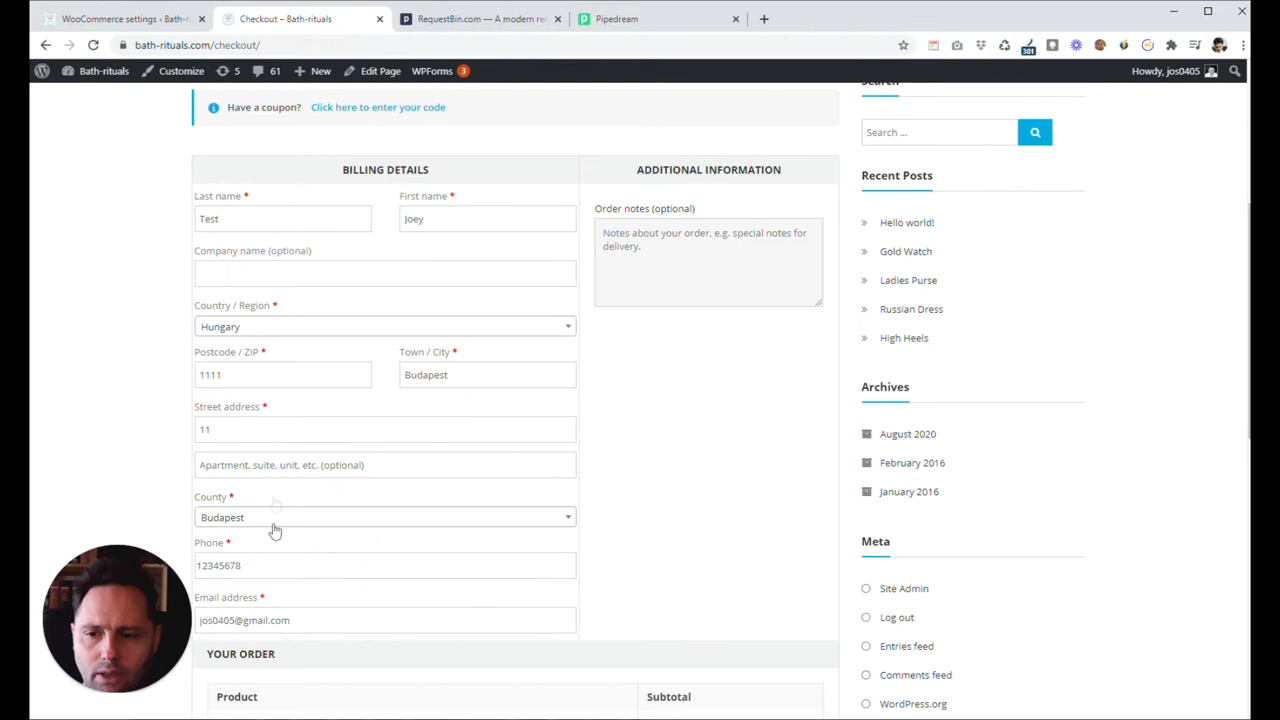 WooCommerce settings ‹ Bath-r
Checkout – Bath-rituals
RequestBin.com — A modern re
Pipedream
bath-rituals.com/checkout/
301
Bath-rituals
Customize
5
61
New
Edit Page
WPForms 3
Howdy, jos0405
Have a coupon? Click here to enter your code
BILLING DETAILS
ADDITIONAL INFORMATION
Last name *
First name *
Test
Joey
Company name (optional)
Country / Region *
Hungary
Postcode / ZIP *
Town / City *
1111
Budapest
Street address *
11
Apartment, suite, unit, etc. (optional)
County *
Budapest
Phone *
12345678
Email address *
jos0405@gmail.com
YOUR ORDER
Product
Subtotal
Order notes (optional)
Notes about your order, e.g. special notes for
delivery.
Search
Search ...
Recent Posts
Hello world!
Gold Watch
Ladies Purse
Russian Dress
High Heels
Archives
August 2020
February 2016
January 2016
Meta
Site Admin
Log out
Entries feed
Comments feed
WordPress.org